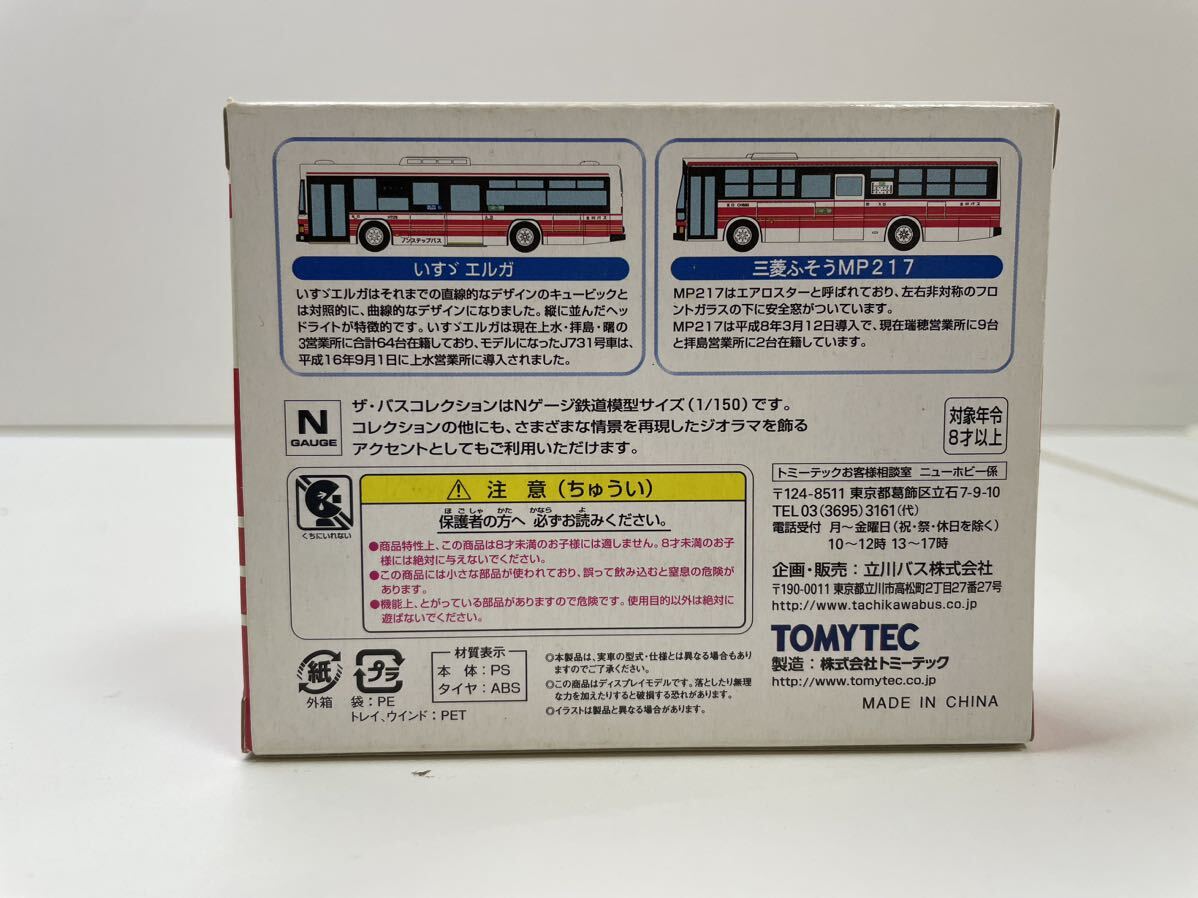 ノンステップバス
いすゞ エルガ
いすゞエルガはそれまでの直線的なデザインのキュービックと
は対照的に、曲線的なデザインになりました。縦に並んだヘッ
ドライトが特徴的です。いすゞエルガは現在上水・拝島・曙の
3営業所に合計64台在籍しており、モデルになったJ731号車は、
平成16年9月1日に上水営業所に導入されました。
三菱ふそうMP217
MP217はエアロスターと呼ばれており、左右非対称のフロ
ントガラスの下に安全窓がついています。
MP217は平成8年3月12日導入で、現在瑞穂営業所に9台
と拝島営業所に2台在籍しています。
N
GAUGE
ザ・バスコレクションはNゲージ鉄道模型サイズ(1/150)です。
コレクションの他にも、さまざまな情景を再現したジオラマを飾る
アクセントとしてもご利用いただけます。
対象年令
8才以上
くちにいれない
注 意(ちゅうい)
ほごしゃ かた かなら よ
保護者の方へ 必ずお読みください。
●商品特性上、この商品は8才未満のお子様には適しません。8才未満のお子
様には絶対に与えないでください。
●この商品には小さな部品が使われており、誤って飲み込むと窒息の危険が
あります。
●機能上、とがっている部品がありますので危険です。使用目的以外は絶対に
遊ばないでください。
トミーテックお客様相談室 ニューホビー係
〒124-8511 東京都葛飾区立石7-9-10
TEL 03(3695)3161(代)
電話受付 月〜金曜日(祝・祭・休日を除く)
10〜12時 13〜17時
企画・販売:立川バス株式会社
〒190-0011 東京都立川市高松町2丁目27番27号
http://www.tachikawabus.co.jp
TOMYTEC
製造:株式会社トミーテック
http://www.tomytec.co.jp
MADE IN CHINA
紙
外箱
プラ
袋:PE
トレイ、ウインド:PET
材質表示
本 体:PS
タイヤ:ABS
◎本製品は、実車の型式・仕様とは異なる場合もあり
ますのでご了承ください。
◎この商品はディスプレイモデルです。落としたり無理
な力を加えたりすると破損する恐れがあります。
◎イラストは製品と異なる場合があります。